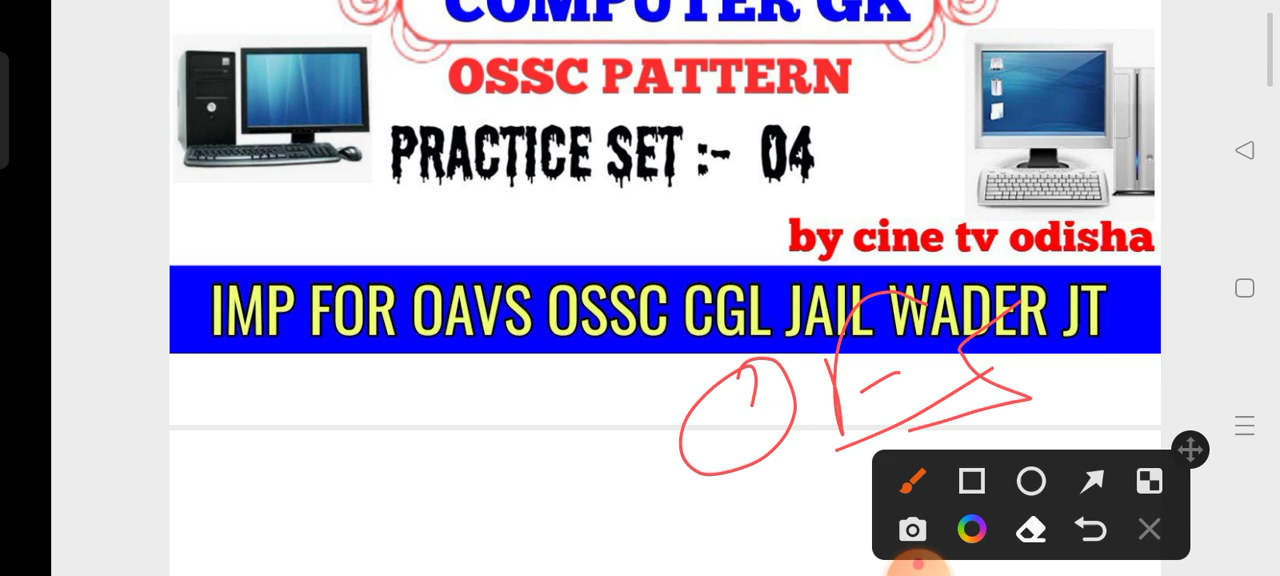 COMPUTER GK
OSSC PATTERN
PRACTICE SET :- 04
by cine tv odisha
IMP FOR OAVS OSSC CGL JAIL WADER JT